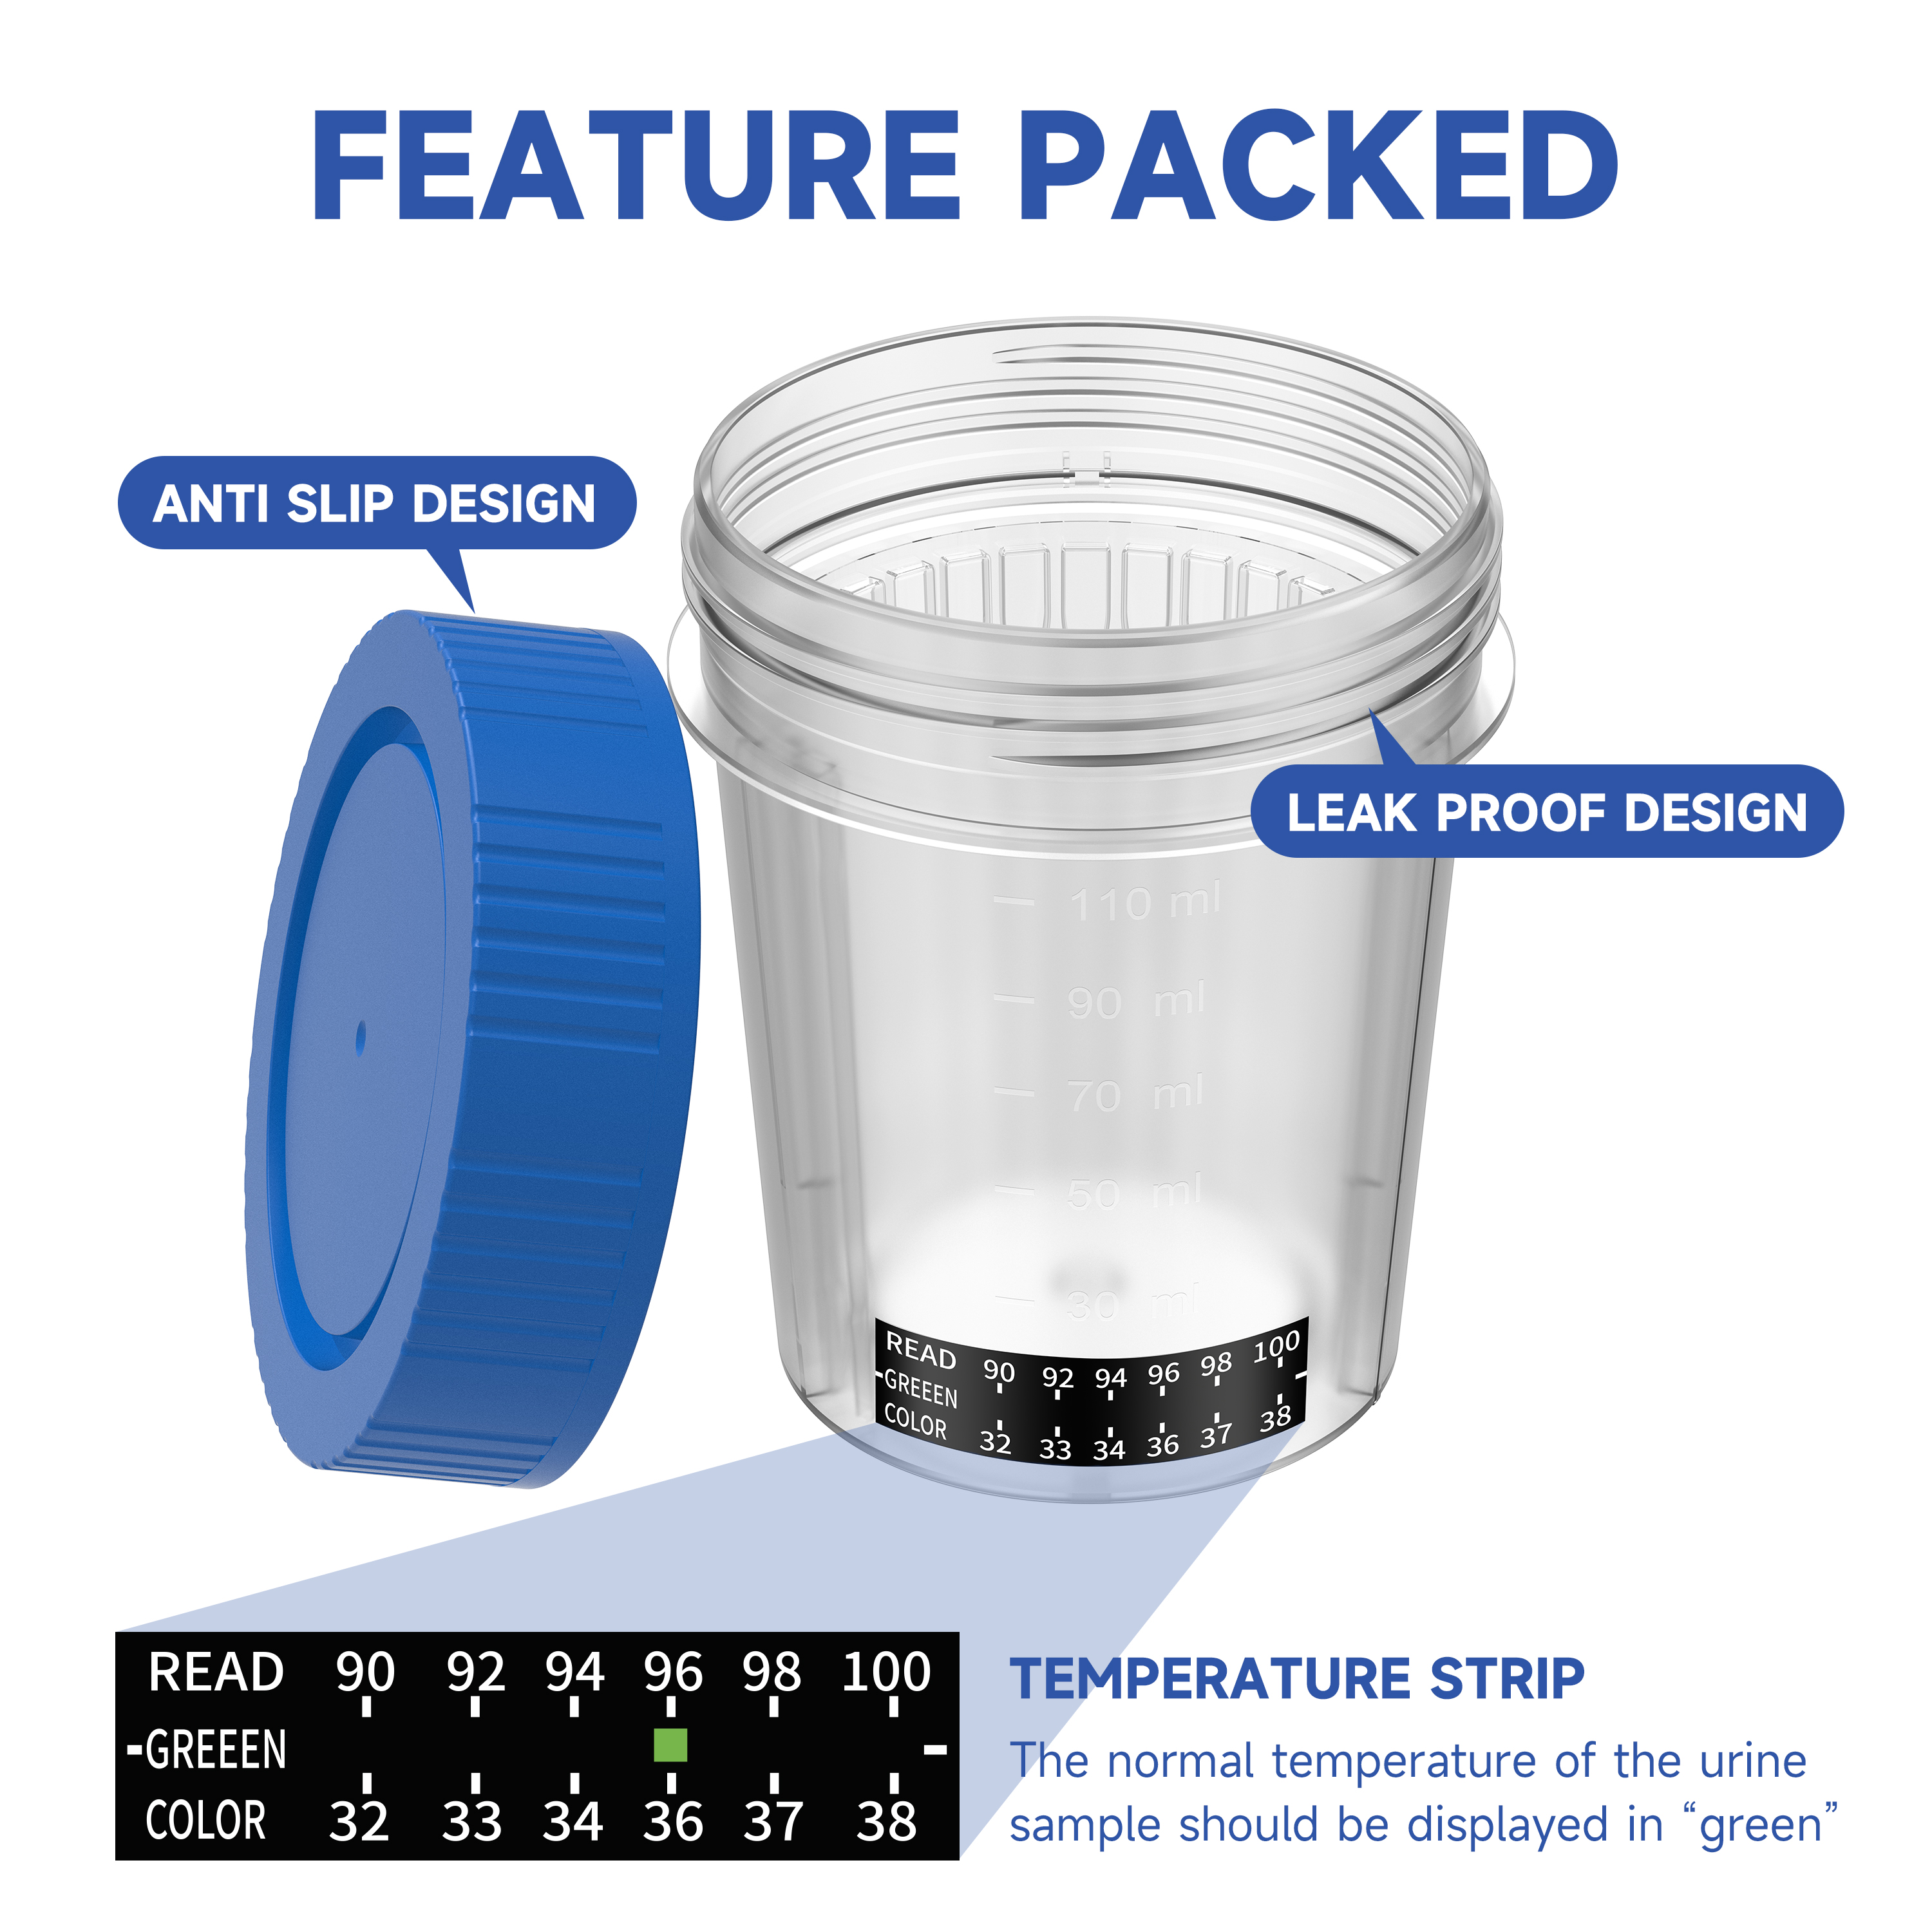 FEATURE PACKED
ANTI SLIP DESIGN
LEAK PROOF DESIGN
110 ml
90 ml
70 ml
50 ml
30 ml
READ 90 92 94 96 98 100
-GREEEN -
COLOR 32 33 34 36 37 38
READ 90 92 94 96 98 100
-GREEEN -
COLOR 32 33 34 36 37 38
TEMPERATURE STRIP
The normal temperature of the urine
sample should be displayed in “green”